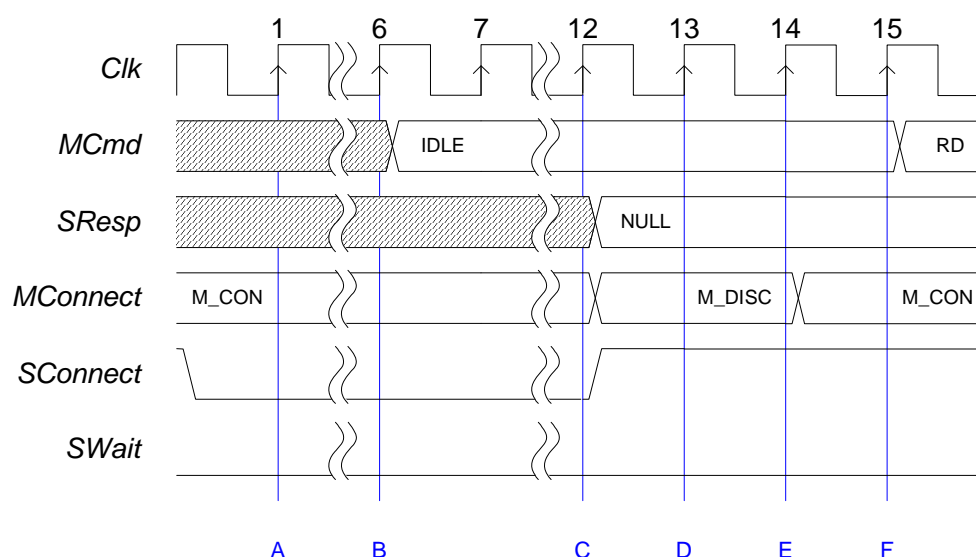 1 6 7 12 13 14 15
Clk
MCmd IDLE RD
SResp NULL
MConnect M_CON M_DISC M_CON
SConnect
SWait
A B C D E F